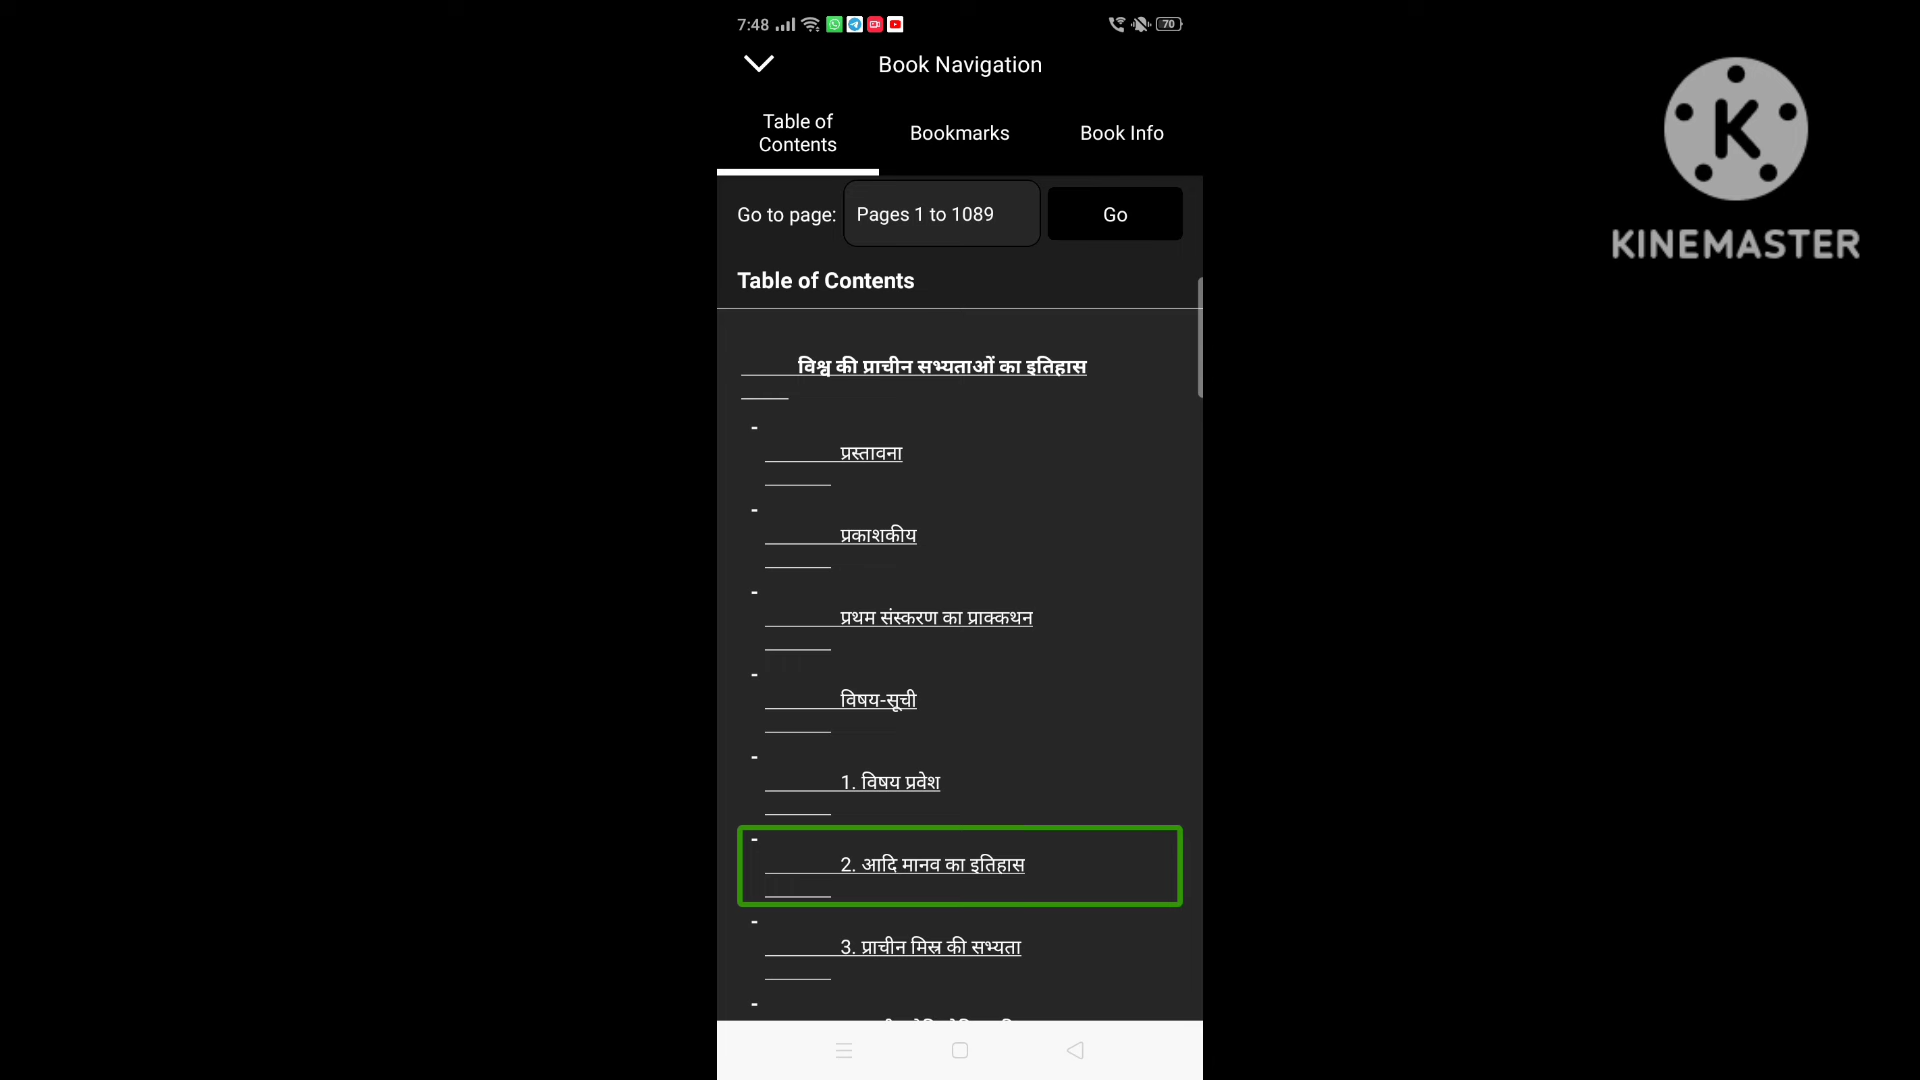 7:48
70
Book Navigation
Table of
Contents
Bookmarks
Book Info
Go to page:
Pages 1 to 1089
Go
Table of Contents
विश्व की प्राचीन सभ्यताओं का इतिहास
-
प्रस्तावना
-
प्रकाशकीय
-
प्रथम संस्करण का प्राक्कथन
-
विषय-सूची
-
1. विषय प्रवेश
-
2. आदि मानव का इतिहास
-
3. प्राचीन मिस्र की सभ्यता
-
K
KINEMASTER